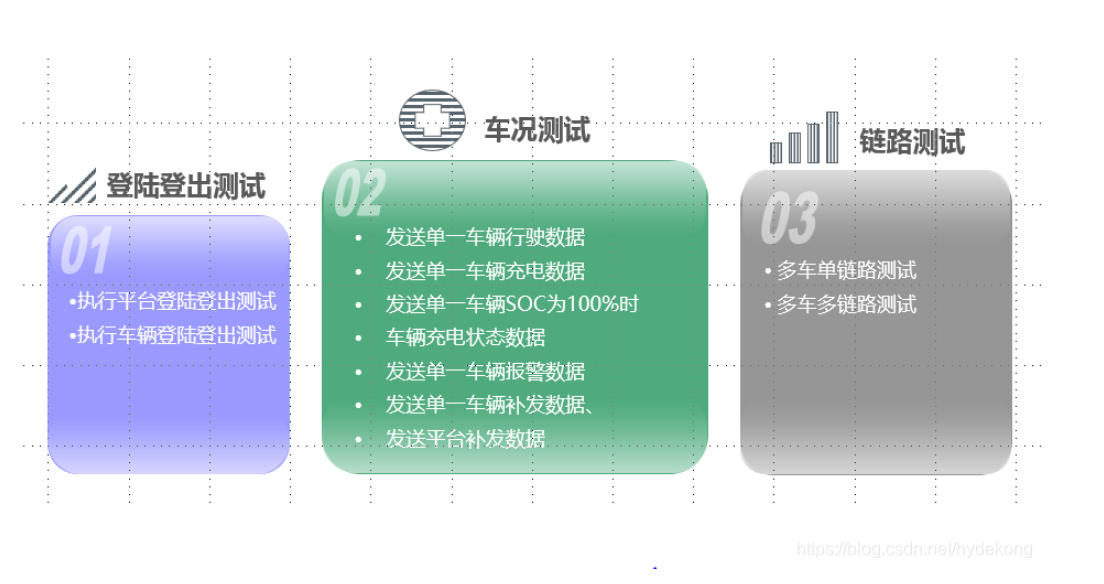 登陆登出测试
01
•执行平台登陆登出测试
•执行车辆登陆登出测试
车况测试
02
• 发送单一车辆行驶数据
• 发送单一车辆充电数据
• 发送单一车辆SOC为100%时
• 车辆充电状态数据
• 发送单一车辆报警数据
• 发送单一车辆补发数据、
• 发送平台补发数据
链路测试
03
• 多车单链路测试
• 多车多链路测试
https://blog.csdn.net/hydekong